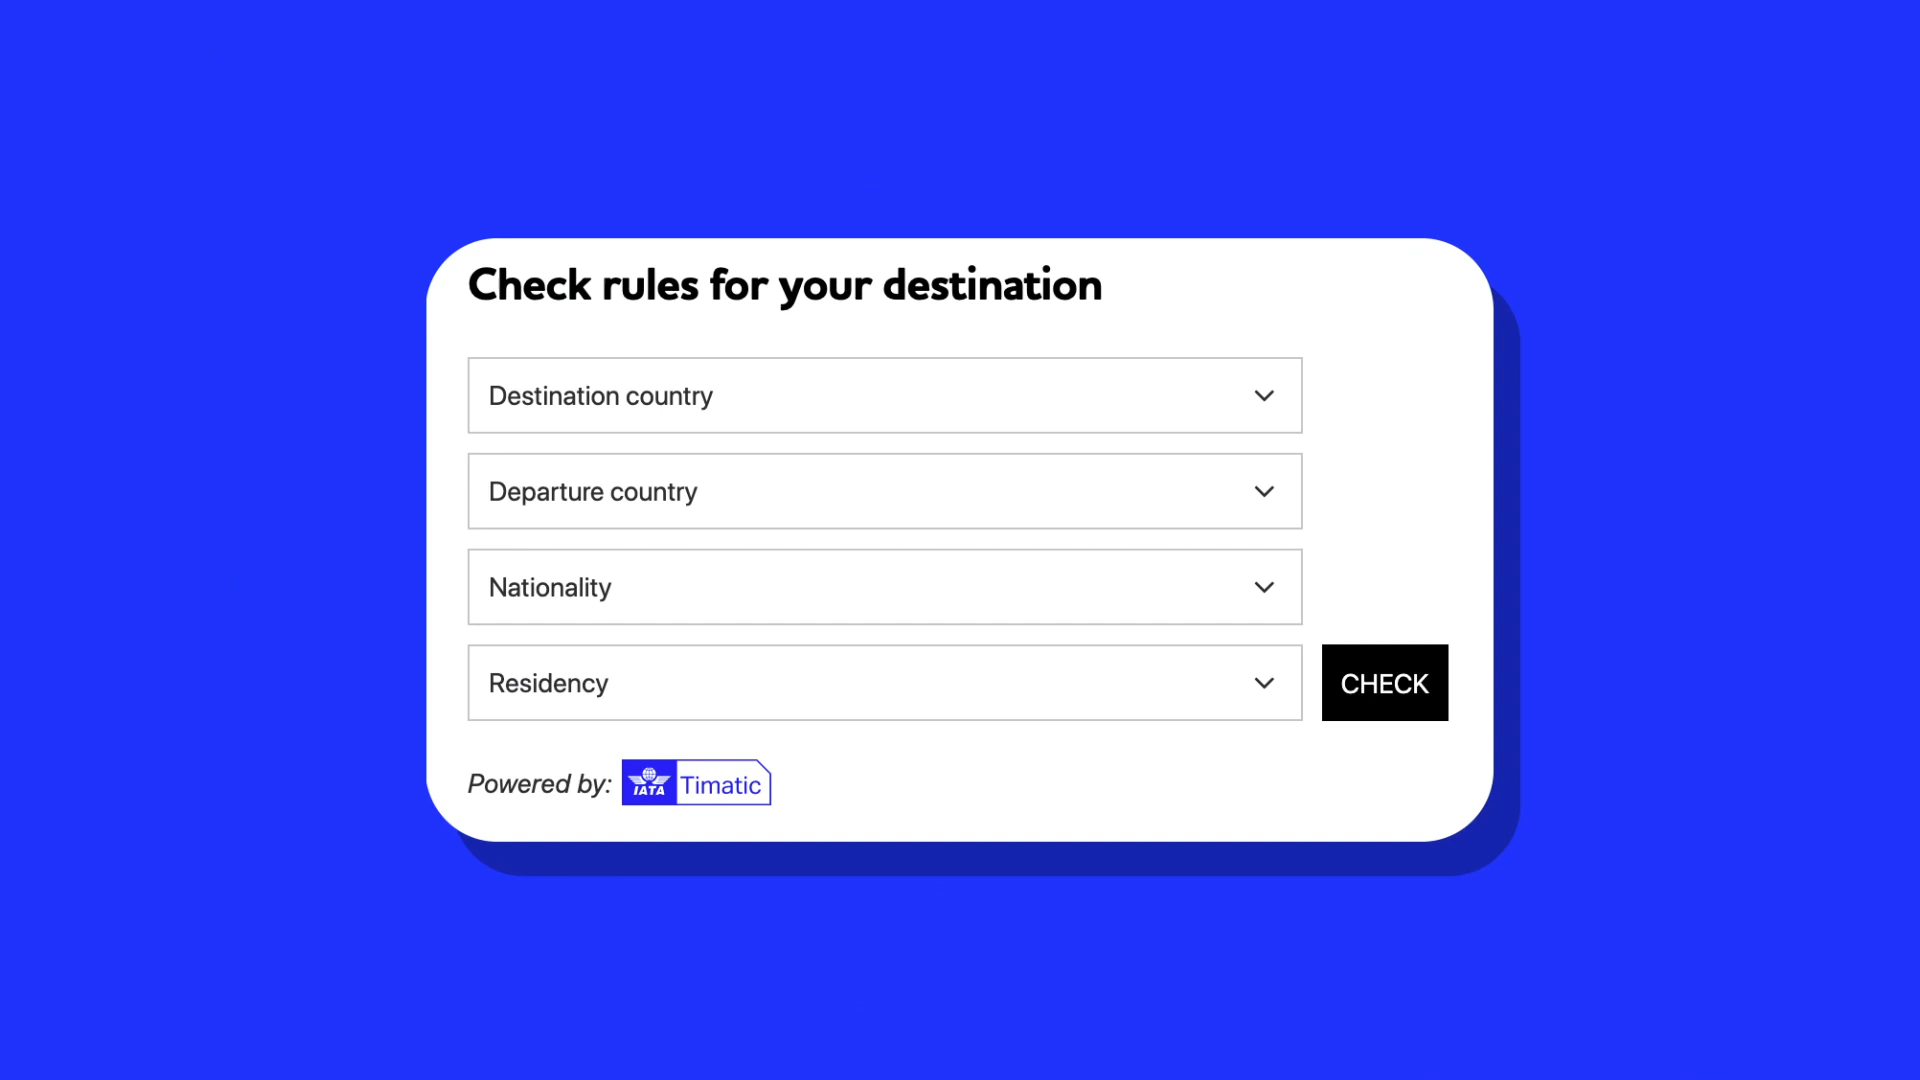 Check rules for your destination
Destination country
Departure country
Nationality
Residency
CHECK
Powered by: IATA Timatic